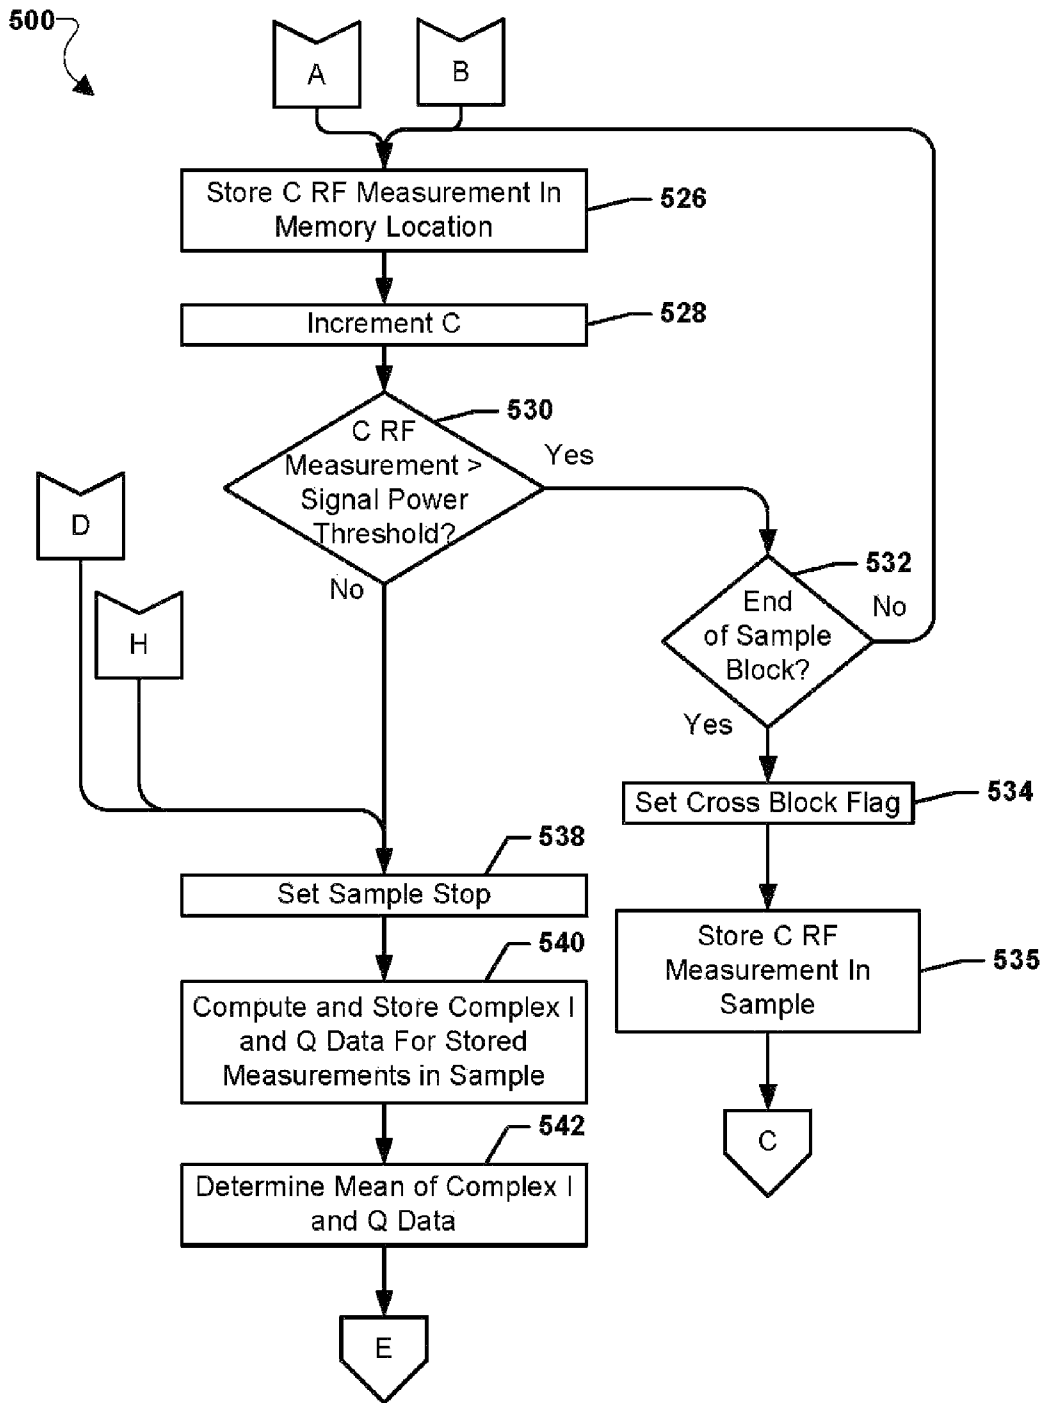 500
A
B
Store C RF Measurement In
Memory Location
526
Increment C
528
530
C RF
Measurement >
Signal Power
Threshold?
Yes
No
D
H
532
End
of Sample
Block?
No
Yes
Set Cross Block Flag
534
538
Set Sample Stop
Store C RF
Measurement In
Sample
535
540
Compute and Store Complex I
and Q Data For Stored
Measurements in Sample
C
542
Determine Mean of Complex I
and Q Data
E